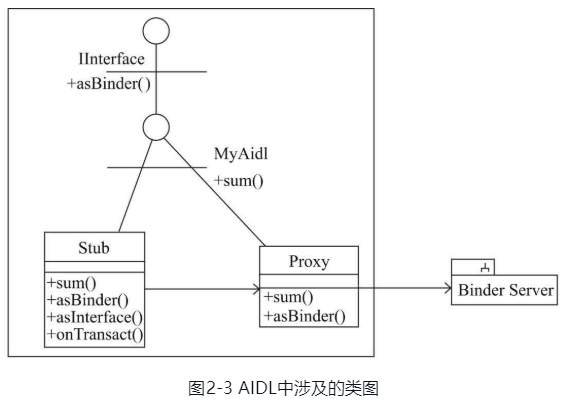 IInterface
+asBinder()
MyAidl
+sum()
Stub
+sum()
+asBinder()
+asInterface()
+onTransact()
Proxy
+sum()
+asBinder()
Binder Server
图2-3 AIDL中涉及的类图